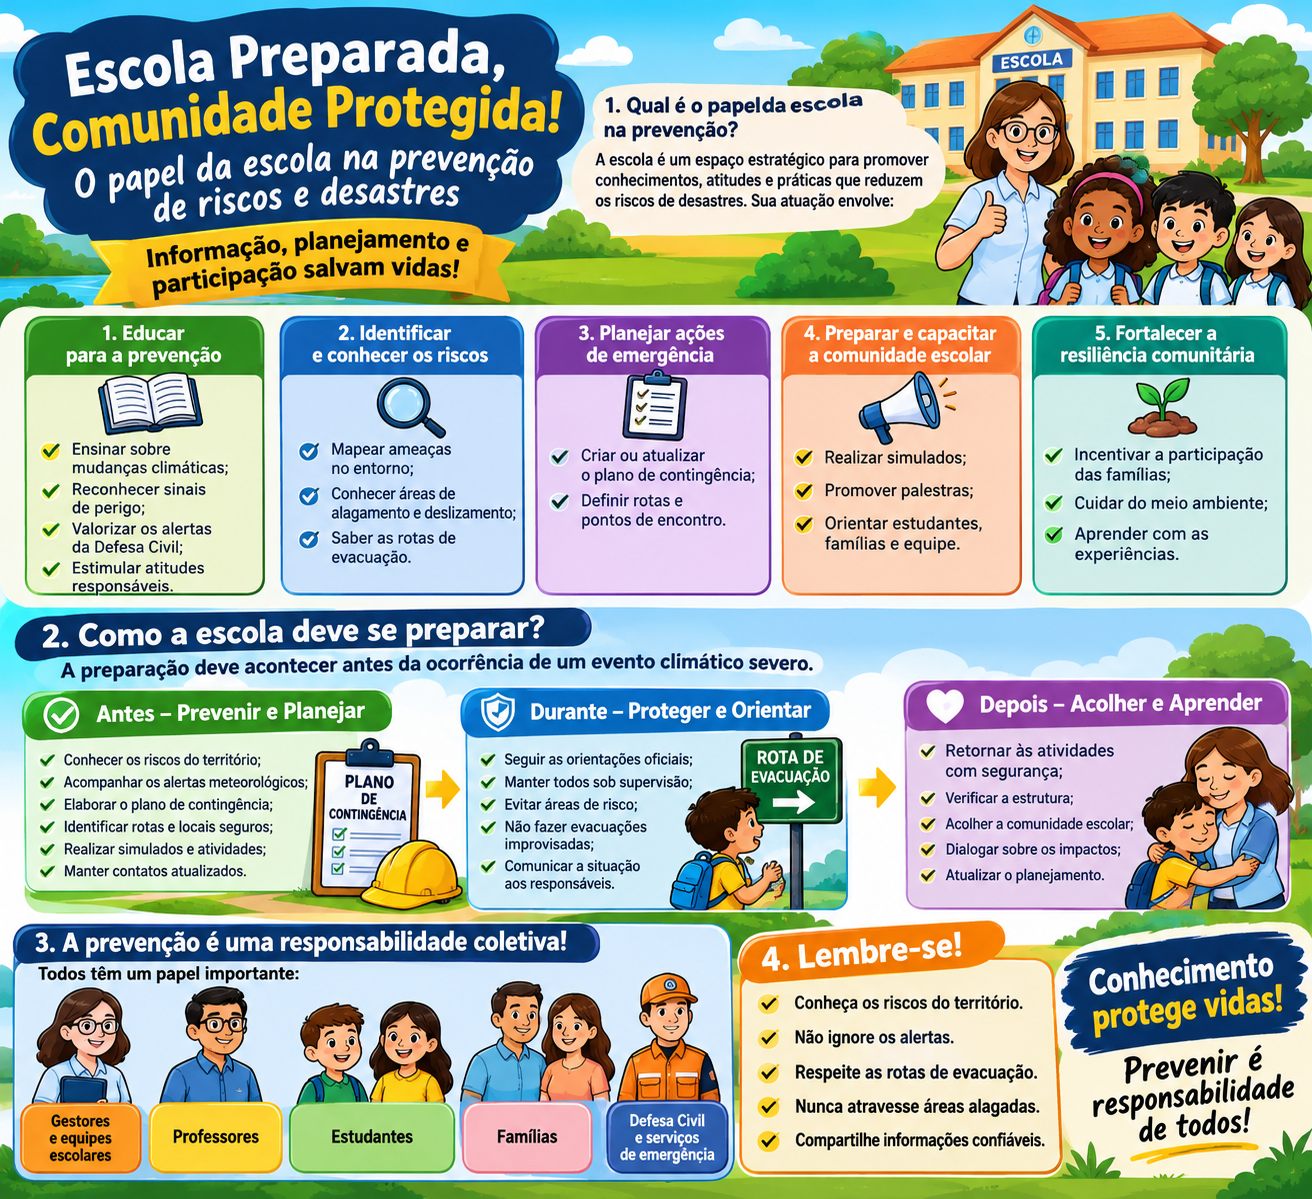 Escola Preparada,
Comunidade Protegida!
O papel da escola na prevenção
de riscos e desastres
Informação, planejamento e
participação salvam vidas!
ESCOLA
1. Qual é o papelda escola
na prevenção?
A escola é um espaço estratégico para promover
conhecimentos, atitudes e práticas que reduzem
os riscos de desastres. Sua atuação envolve:
1. Educar
para a prevenção
Ensinar sobre
mudanças climáticas;
Reconhecer sinais
de perigo;
Valorizar os alertas
da Defesa Civil;
Estimular atitudes
responsáveis.
2. Identificar
e conhecer os riscos
Mapear ameaças
no entorno;
Conhecer áreas de
alagamento e deslizamento;
Saber as rotas de
evacuação.
3. Planejar ações
de emergência
Criar ou atualizar
o plano de contingência;
Definir rotas e
pontos de encontro.
4. Preparar e capacitar
a comunidade escolar
Realizar simulados;
Promover palestras;
Orientar estudantes,
famílias e equipe.
5. Fortalecer a
resiliência comunitária
Incentivar a participação
das famílias;
Cuidar do meio ambiente;
Aprender com as
experiências.
2. Como a escola deve se preparar?
A preparação deve acontecer antes da ocorrência de um evento climático severo.
Antes – Prevenir e Planejar
Conhecer os riscos do território;
Acompanhar os alertas meteorológicos;
Elaborar o plano de contingência;
Identificar rotas e locais seguros;
Realizar simulados e atividades;
Manter contatos atualizados.
PLANO
DE
CONTINGÊNCIA
Durante – Proteger e Orientar
Seguir as orientações oficiais;
Manter todos sob supervisão;
Evitar áreas de risco;
Não fazer evacuações
improvisadas;
Comunicar a situação
aos responsáveis.
ROTA DE
EVACUAÇÃO
Depois – Acolher e Aprender
Retornar às atividades
com segurança;
Verificar a estrutura;
Acolher a comunidade escolar;
Dialogar sobre os impactos;
Atualizar o planejamento.
3. A prevenção é uma responsabilidade coletiva!
Todos têm um papel importante:
Gestores
e equipes
escolares
Professores
Estudantes
Famílias
Defesa Civil
e serviços
de emergência
4. Lembre-se!
Conheça os riscos do território.
Não ignore os alertas.
Respeite as rotas de evacuação.
Nunca atravesse áreas alagadas.
Compartilhe informações confiáveis.
Conhecimento
protege vidas!
Prevenir é
responsabilidade
de todos!